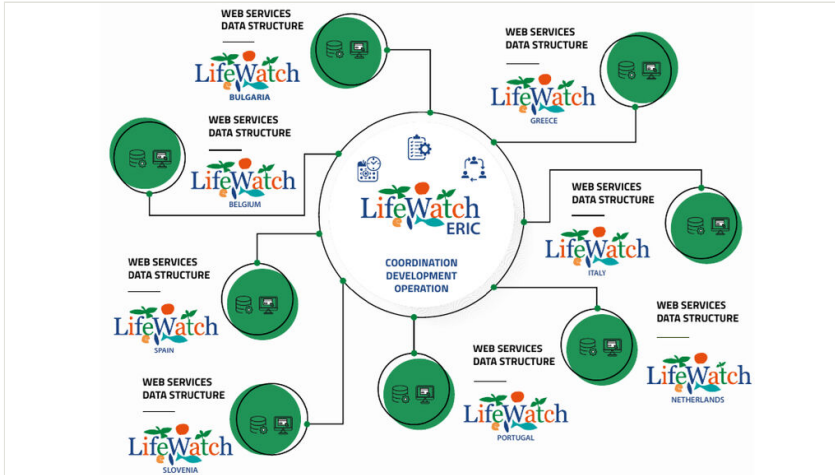 WEB SERVICES
DATA STRUCTURE
LifeWatch
BULGARIA
WEB SERVICES
DATA STRUCTURE
LifeWatch
GREECE
WEB SERVICES
DATA STRUCTURE
LifeWatch
BELGIUM
LifeWatch
ERIC
COORDINATION
DEVELOPMENT
OPERATION
WEB SERVICES
DATA STRUCTURE
LifeWatch
ITALY
WEB SERVICES
DATA STRUCTURE
LifeWatch
SPAIN
WEB SERVICES
DATA STRUCTURE
LifeWatch
NETHERLANDS
WEB SERVICES
DATA STRUCTURE
LifeWatch
PORTUGAL
WEB SERVICES
DATA STRUCTURE
LifeWatch
SLOVENIA